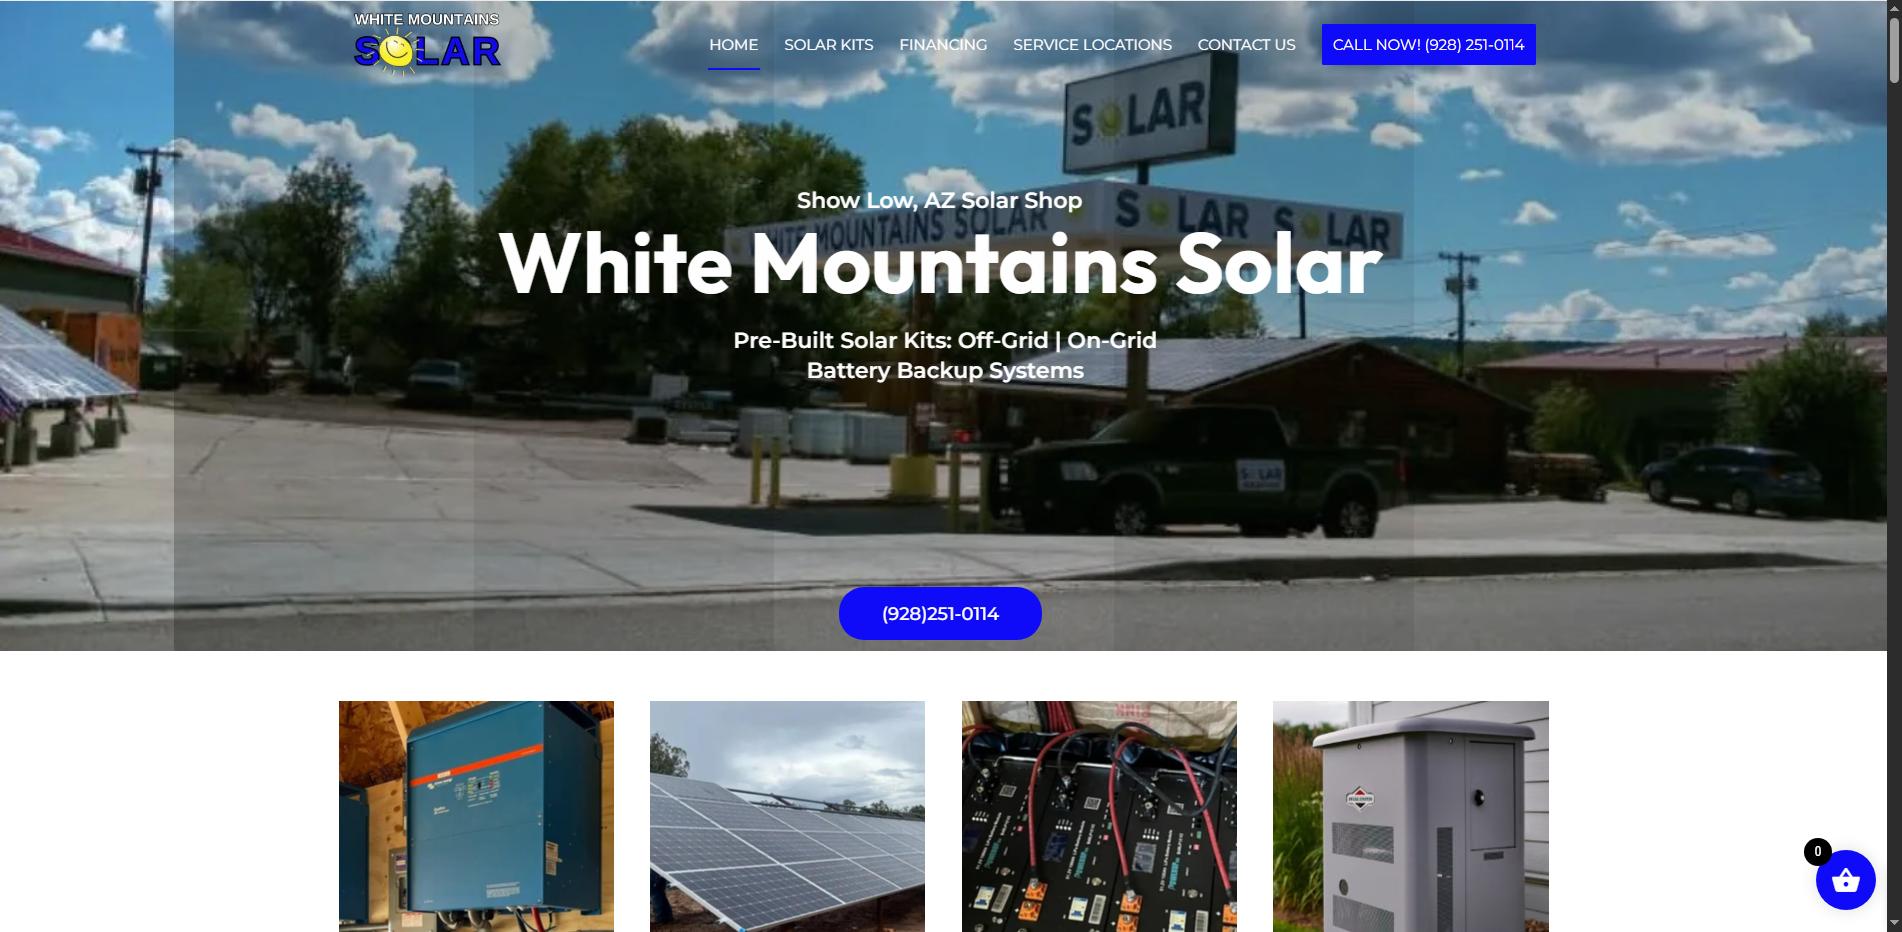 WHITE MOUNTAINS
SOLAR
HOME
SOLAR KITS
FINANCING
SERVICE LOCATIONS
CONTACT US
CALL NOW! (928) 251-0114
SOLAR
Show Low, AZ Solar Shop
WHITE MOUNTAINS SOLAR
SOLAR
SOLAR
White Mountains Solar
Pre-Built Solar Kits: Off-Grid | On-Grid
Battery Backup Systems
SOLAR
(928)251-0114
0